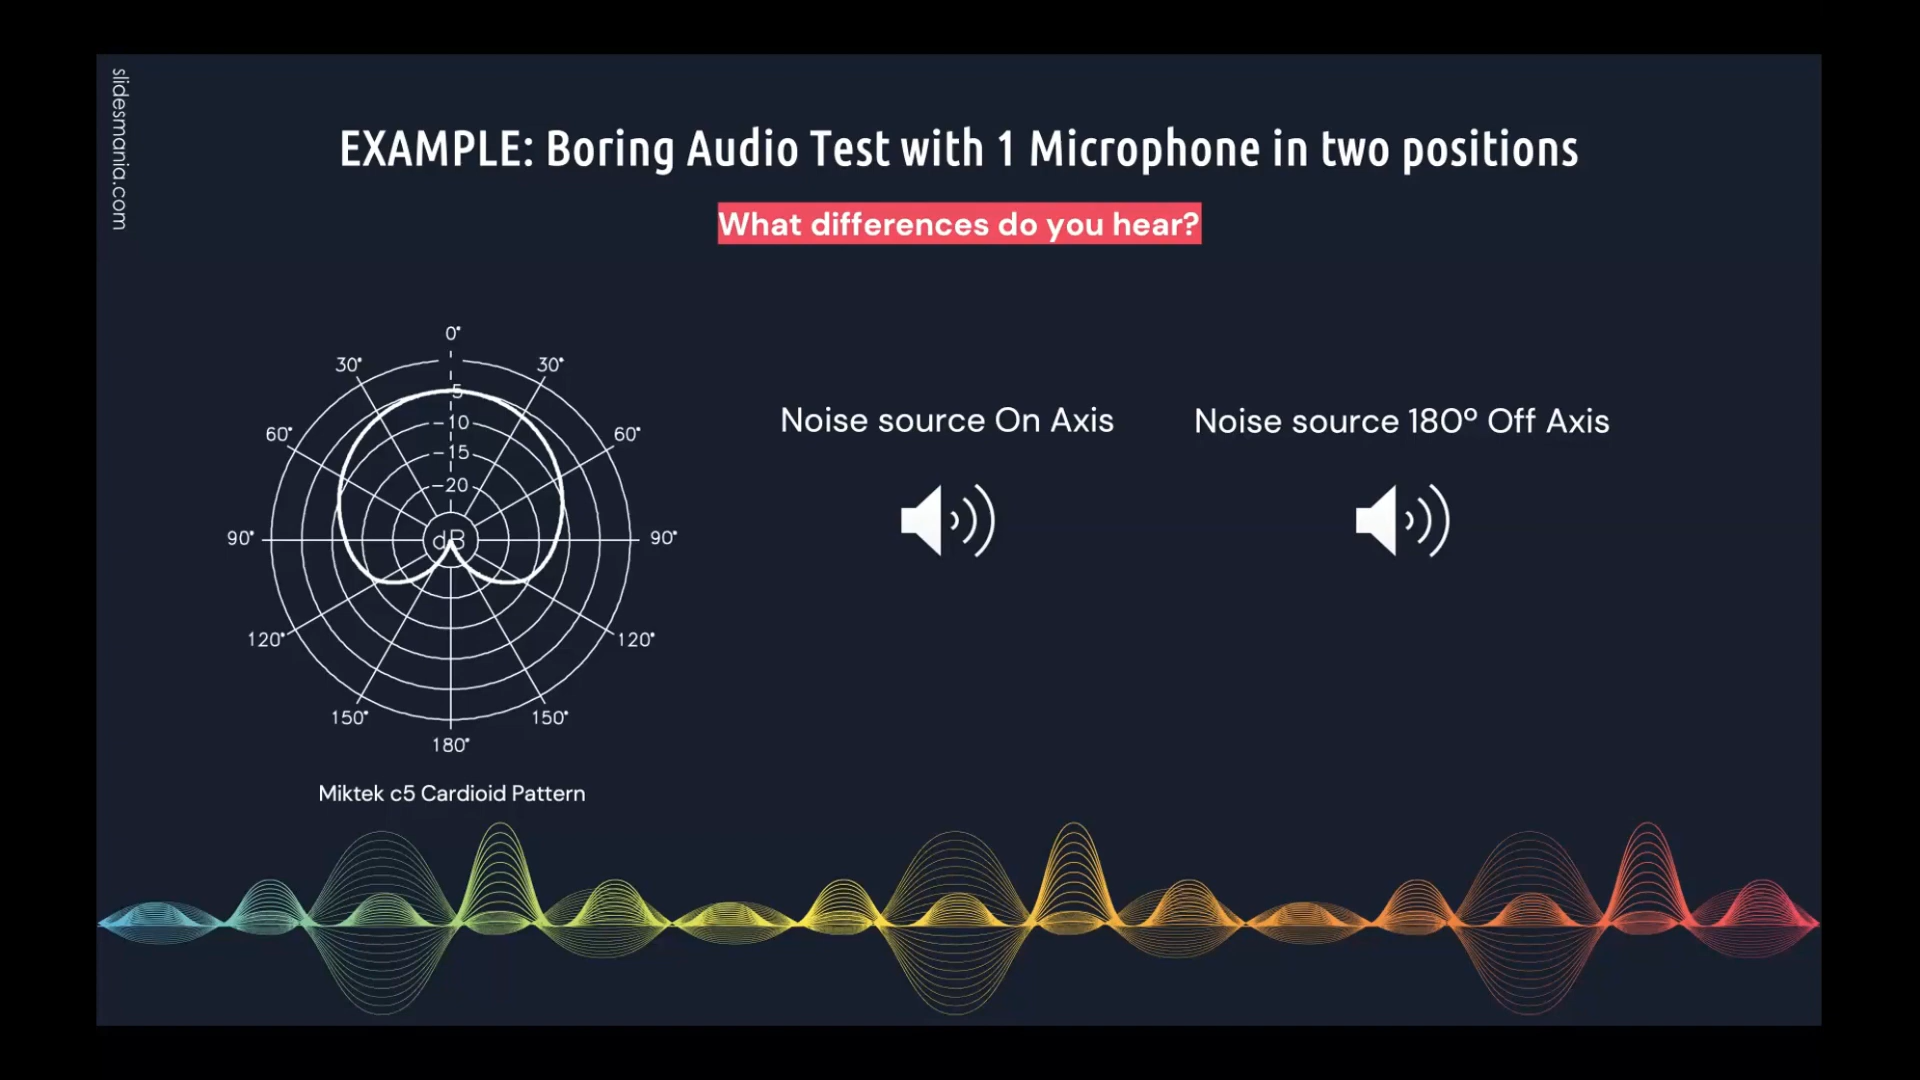 slidesmania.com
EXAMPLE: Boring Audio Test with 1 Microphone in two positions
What differences do you hear?
0°
30°
30°
5
-10
-15
-20
60°
60°
dB
90°
90°
120°
120°
150°
150°
180°
Miktek c5 Cardioid Pattern
Noise source On Axis
Noise source 180º Off Axis